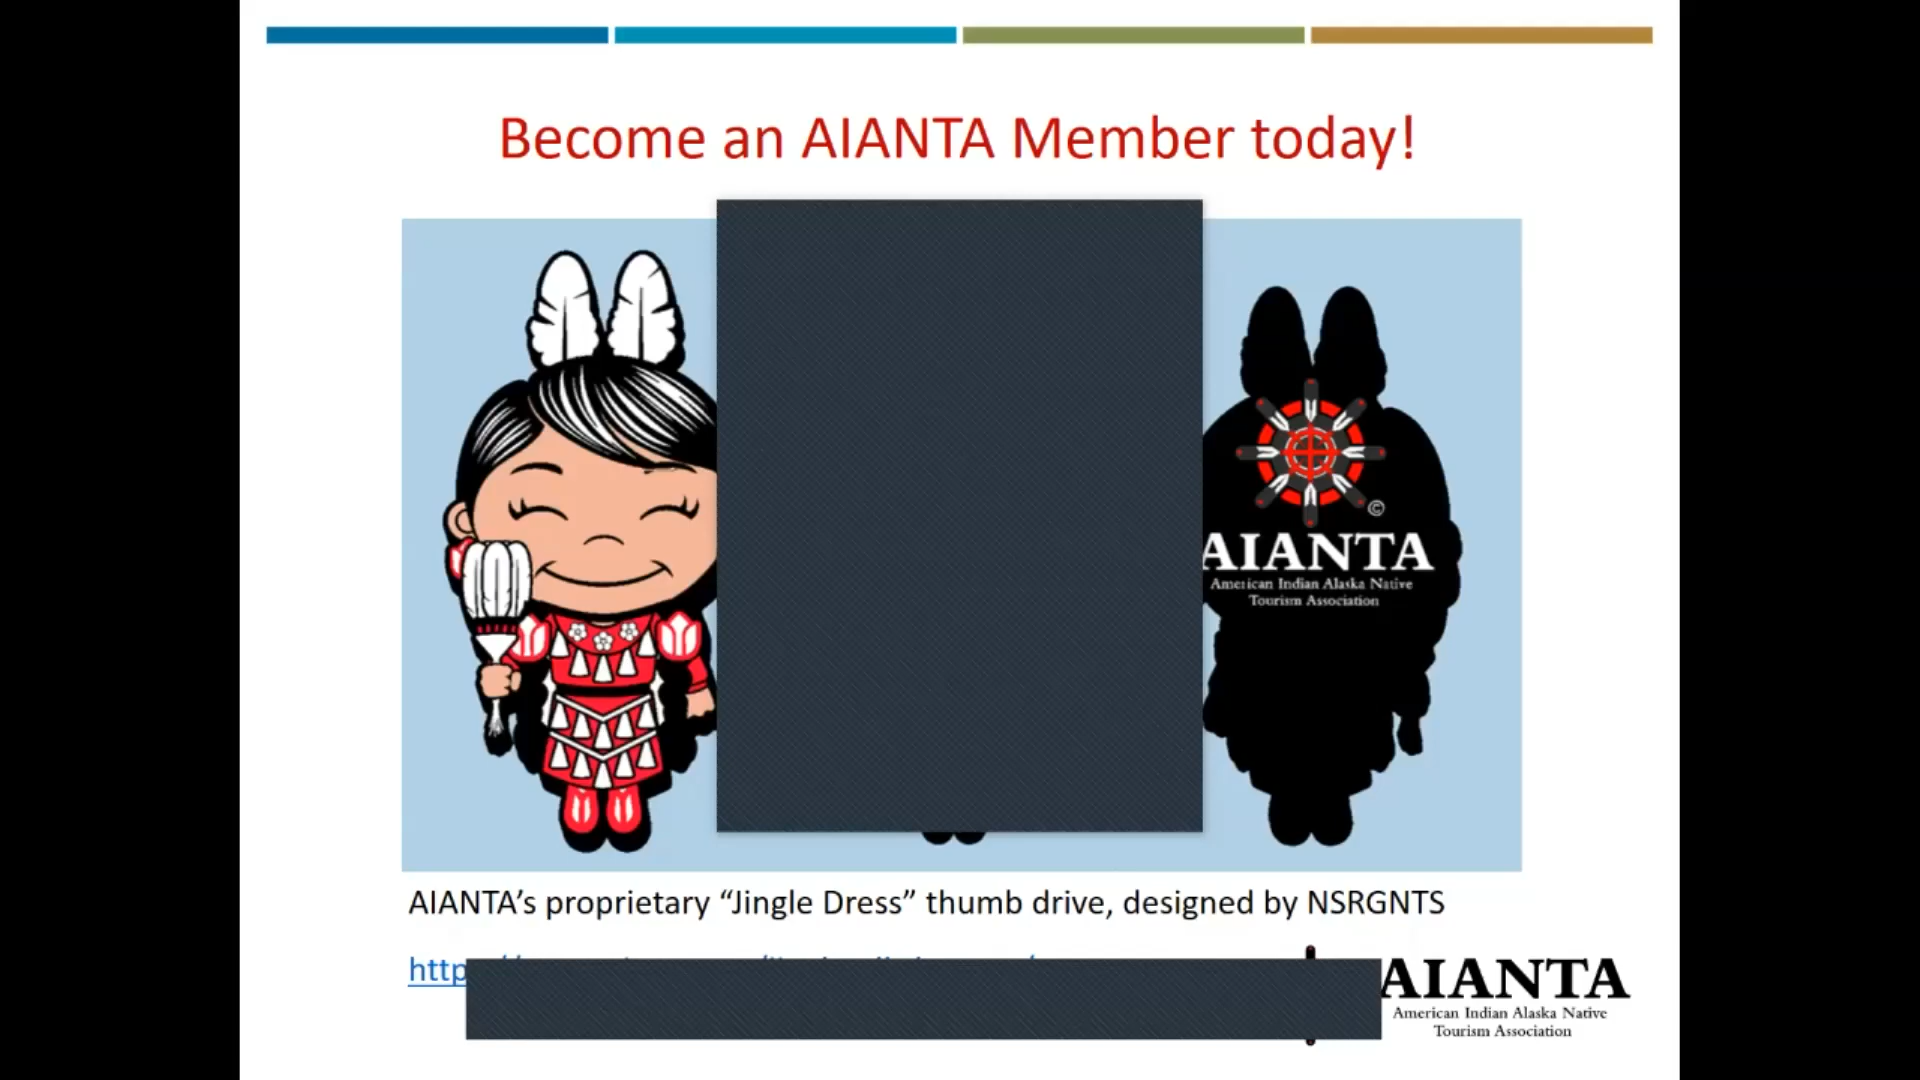 Become an AIANTA Member today!
©
AIANTA
American Indian Alaska Native
Tourism Association
AIANTA’s proprietary “Jingle Dress” thumb drive, designed by NSRGNTS
http
AIANTA
American Indian Alaska Native
Tourism Association